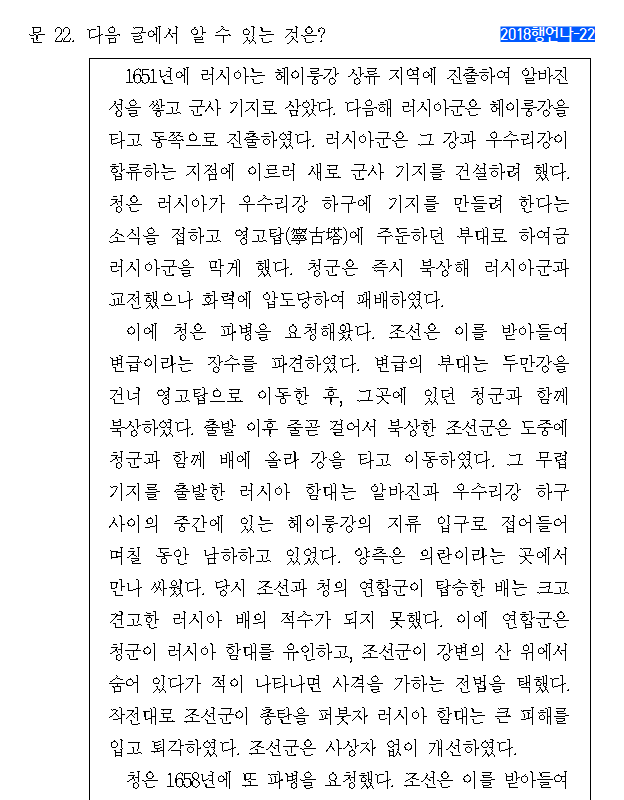 문 22. 다음 글에서 알 수 있는 것은?
2018행언나-22
1651년에 러시아는 헤이룽강 상류 지역에 진출하여 알바진
성을 쌓고 군사 기지로 삼았다. 다음해 러시아군은 헤이룽강을
타고 동쪽으로 진출하였다. 러시아군은 그 강과 우수리강이
합류하는 지점에 이르러 새로 군사 기지를 건설하려 했다.
청은 러시아가 우수리강 하구에 기지를 만들려 한다는
소식을 접하고 영고탑(寧古塔)에 주둔하던 부대로 하여금
러시아군을 막게 했다. 청군은 즉시 북상해 러시아군과
교전했으나 화력에 압도당하여 패배하였다.
이에 청은 파병을 요청해왔다. 조선은 이를 받아들여
변급이라는 장수를 파견하였다. 변급의 부대는 두만강을
건너 영고탑으로 이동한 후, 그곳에 있던 청군과 함께
북상하였다. 출발 이후 줄곧 걸어서 북상한 조선군은 도중에
청군과 함께 배에 올라 강을 타고 이동하였다. 그 무렵
기지를 출발한 러시아 함대는 알바진과 우수리강 하구
사이의 중간에 있는 헤이룽강의 지류 입구로 접어들어
며칠 동안 남하하고 있었다. 양측은 의란이라는 곳에서
만나 싸웠다. 당시 조선과 청의 연합군이 탑승한 배는 크고
견고한 러시아 배의 적수가 되지 못했다. 이에 연합군은
청군이 러시아 함대를 유인하고, 조선군이 강변의 산 위에서
숨어 있다가 적이 나타나면 사격을 가하는 전법을 택했다.
작전대로 조선군이 총탄을 퍼붓자 러시아 함대는 큰 피해를
입고 퇴각하였다. 조선군은 사상자 없이 개선하였다.
청은 1658년에 또 파병을 요청했다. 조선은 이를 받아들여